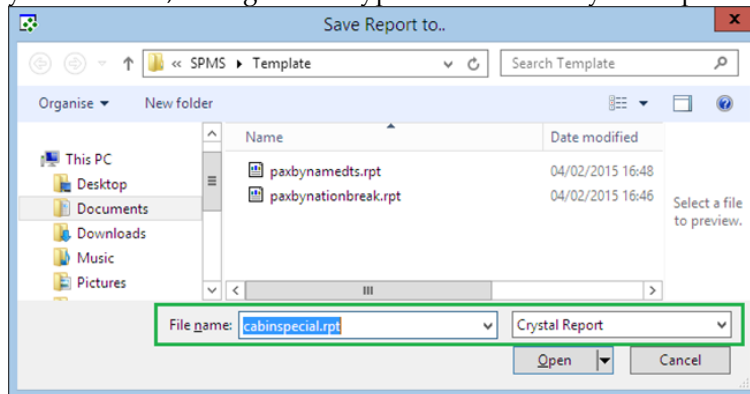 Save Report to..
x
« SPMS Template
Search Template
Organise New folder
Name Date modified
This PC
Desktop
Documents
Downloads
Music
Pictures
paxbynamedts.rpt 04/02/2015 16:48
paxbynationbreak.rpt 04/02/2015 16:46
Select a file
to preview.
File name: cabinspecial.rpt Crystal Report
Open Cancel